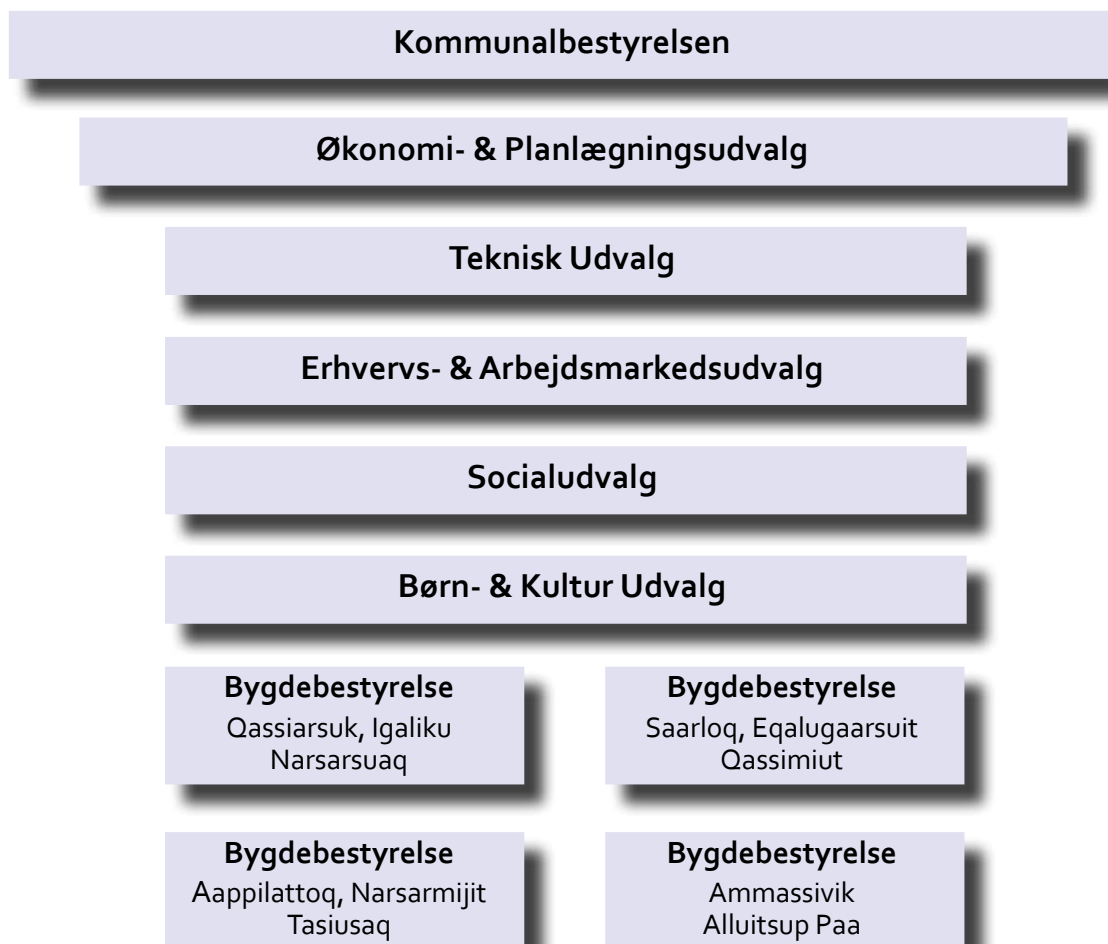 Kommunalbestyrelsen
Økonomi- & Planlægningsudvalg
Teknisk Udvalg
Erhvervs- & Arbejdsmarkedsudvalg
Socialudvalg
Børn- & Kultur Udvalg
Bygdebestyrelse
Qassiarsuk, Igaliku
Narsarsuaq
Bygdebestyrelse
Saarloq, Eqalugaarsuit
Qassimiut
Bygdebestyrelse
Aappilattoq, Narsarmijit
Tasiusaq
Bygdebestyrelse
Ammassivik
Alluitsup Paa